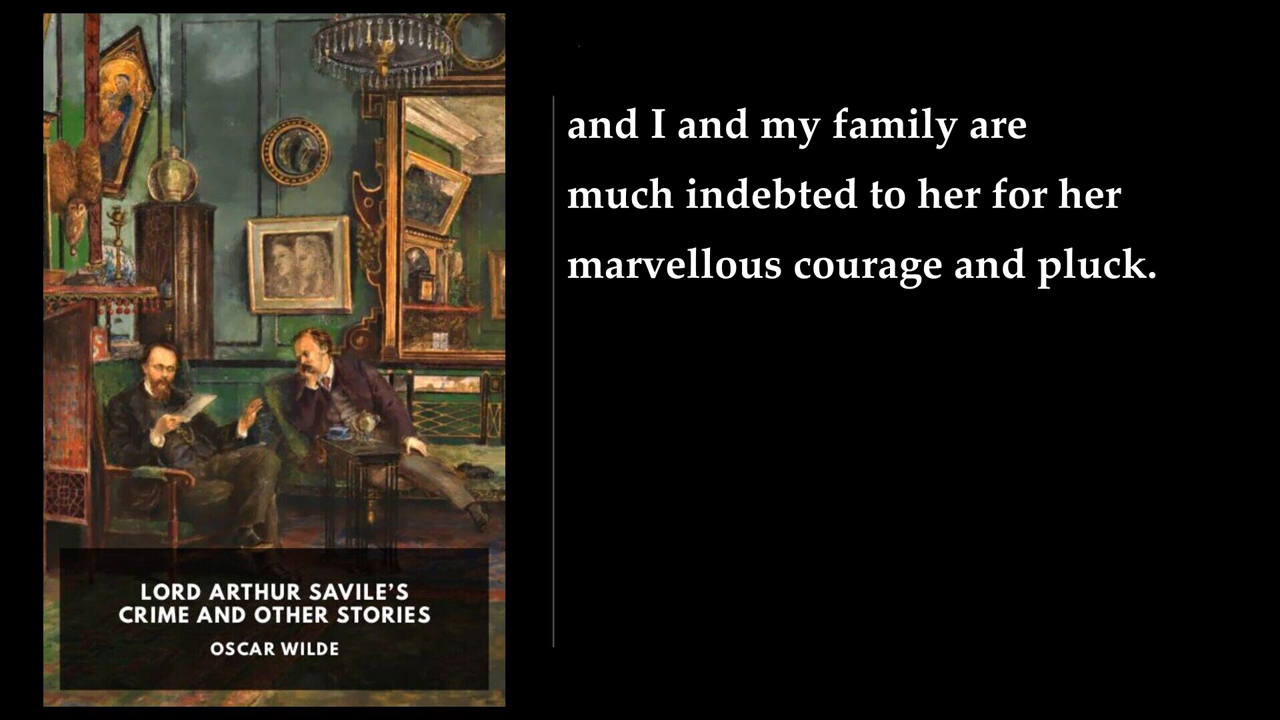 and I and my family are
much indebted to her for her
marvellous courage and pluck.
LORD ARTHUR SAVILE’S
CRIME AND OTHER STORIES
OSCAR WILDE